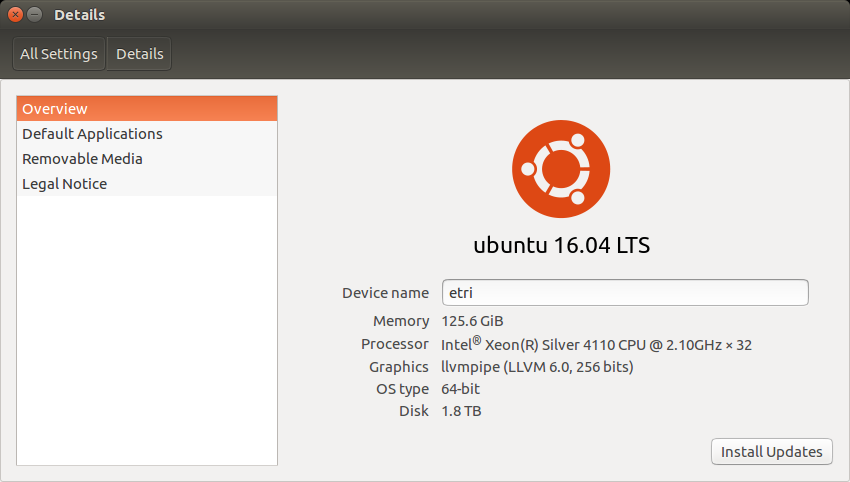 Details
All Settings Details
Overview
Default Applications
Removable Media
Legal Notice
ubuntu 16.04 LTS
Device name etri
Memory 125.6 GiB
Processor Intel® Xeon(R) Silver 4110 CPU @ 2.10GHz × 32
Graphics llvmpipe (LLVM 6.0, 256 bits)
OS type 64-bit
Disk 1.8 TB
Install Updates